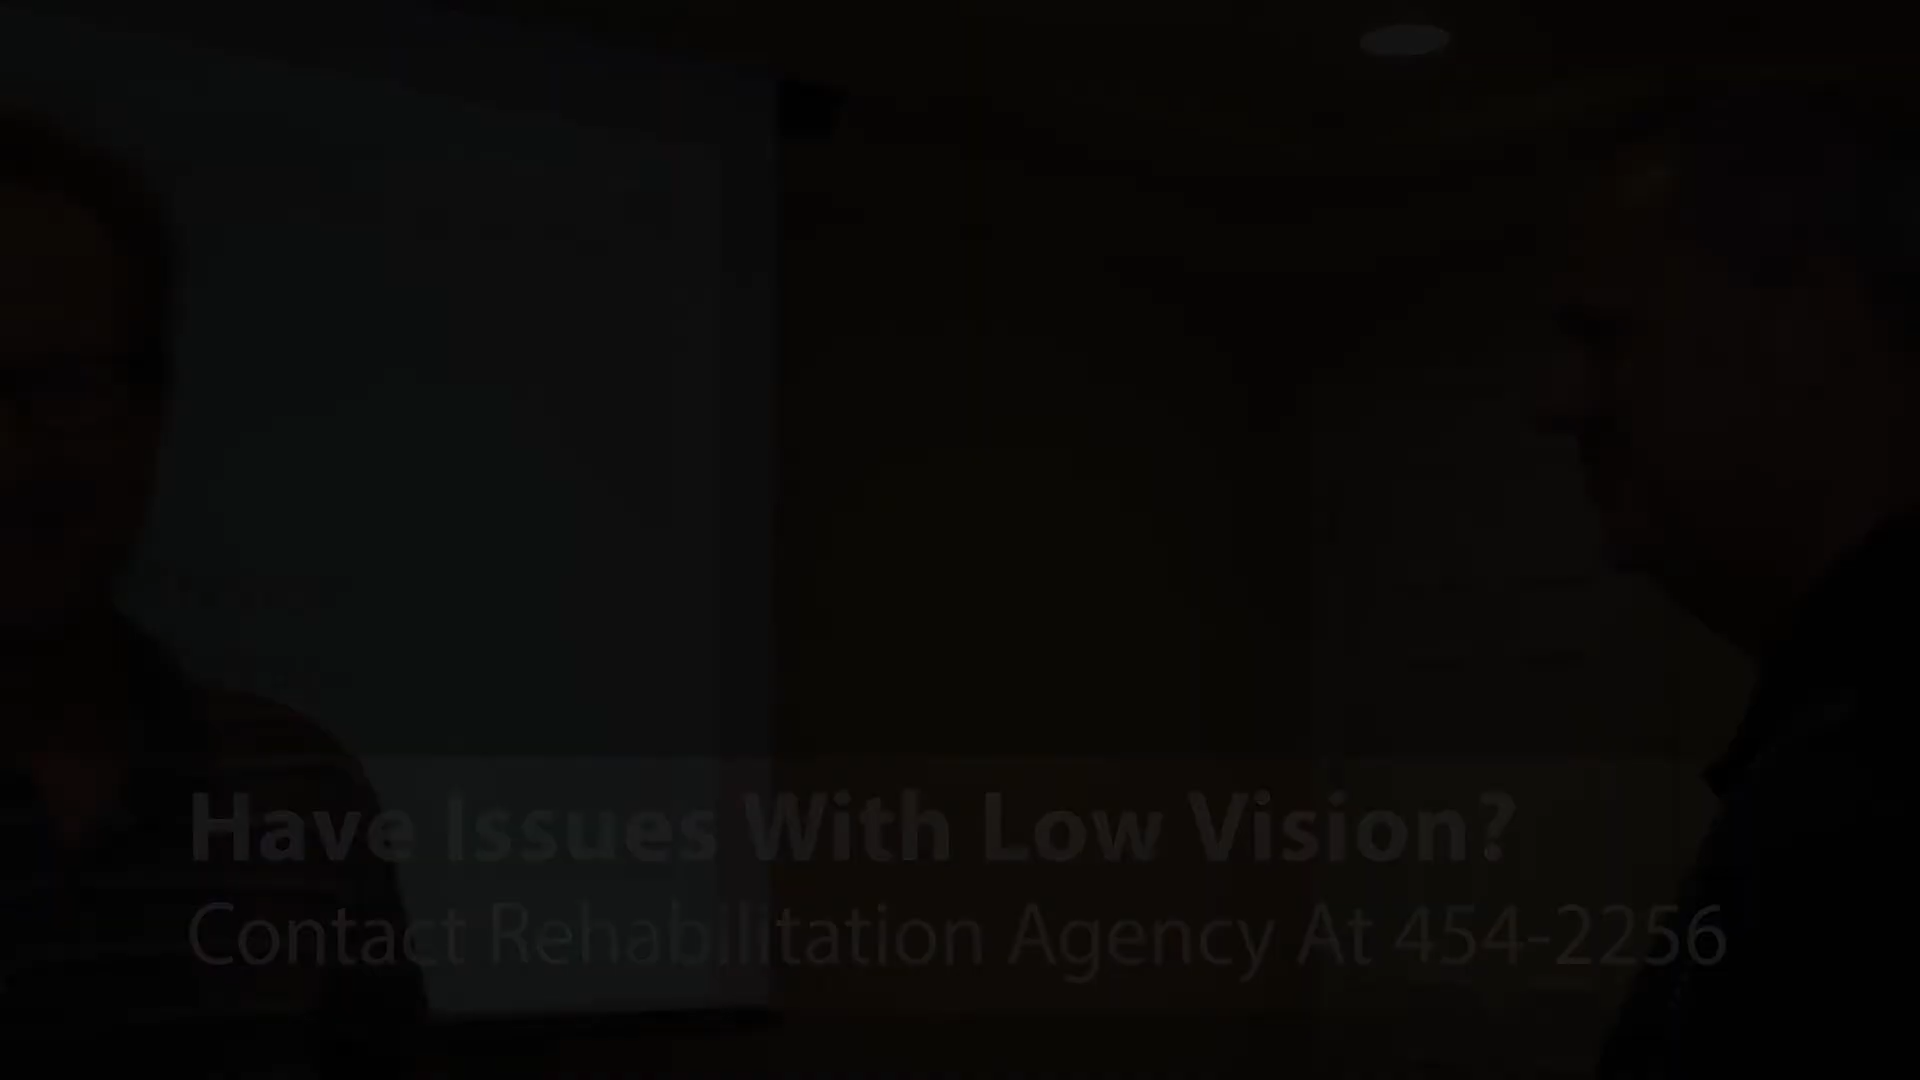 Have Issues With Low Vision?
Contact Rehabilitation Agency At 454-2256